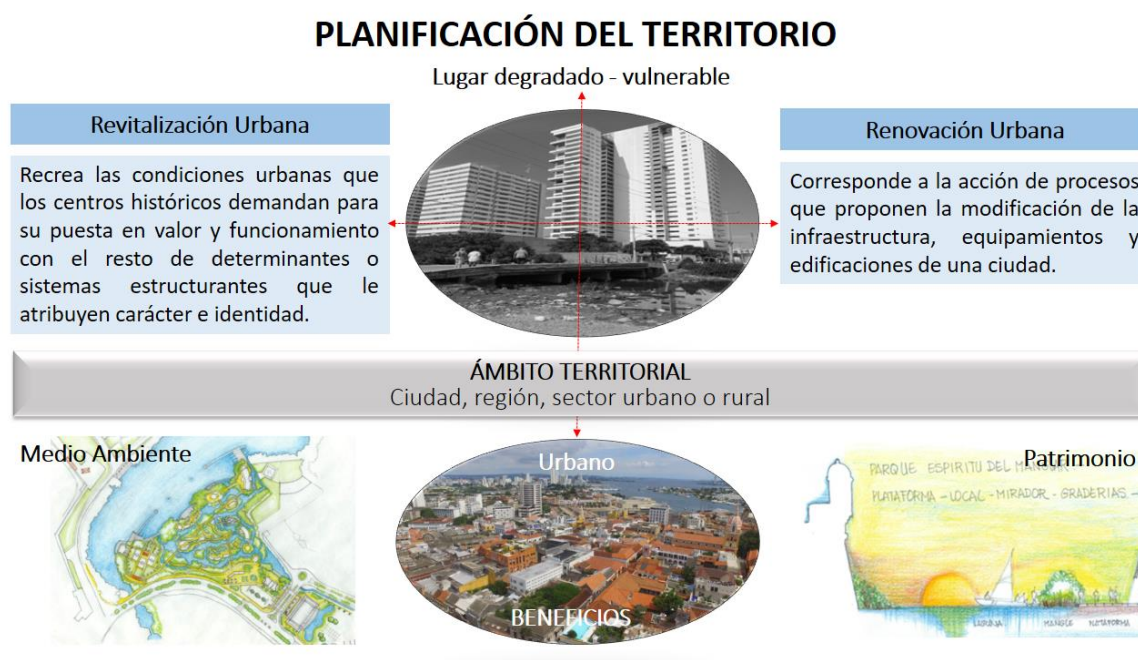 PLANIFICACIÓN DEL TERRITORIO
Lugar degradado - vulnerable
Revitalización Urbana
Recrea las condiciones urbanas que
los centros históricos demandan para
su puesta en valor y funcionamiento
con el resto de determinantes o
sistemas estructurantes que le
atribuyen carácter e identidad.
Renovación Urbana
Corresponde a la acción de procesos
que proponen la modificación de la
infraestructura, equipamientos y
edificaciones de una ciudad.
ÁMBITO TERRITORIAL
Ciudad, región, sector urbano o rural
Medio Ambiente
Urbano
BENEFICIOS
Patrimonio
PARQUE ESPIRITU DEL
PLATAFORMA - LOCAL - MIRADOR - GRADERIAS -
MANGLE PLATAFORMA